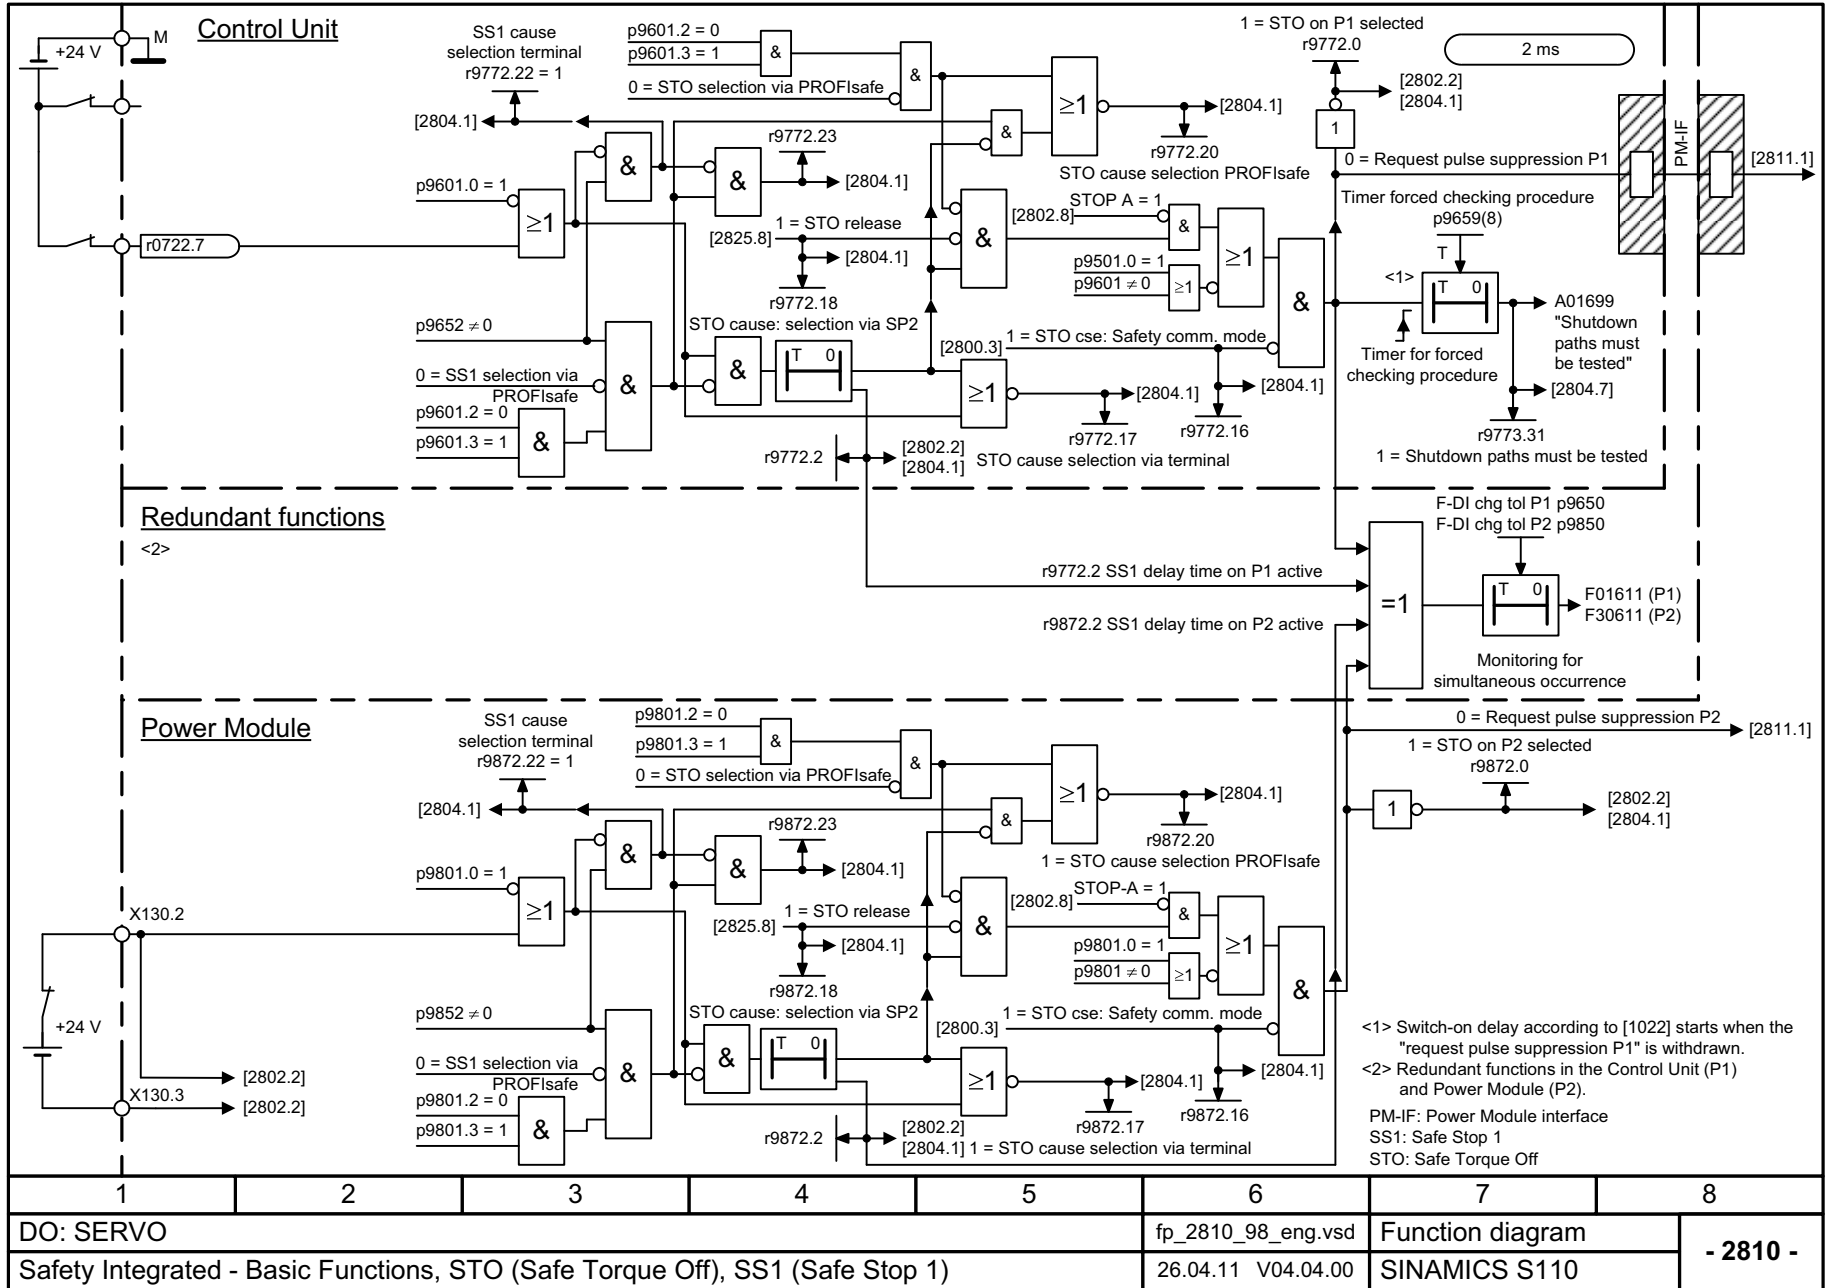 Control Unit
+24 V
M
SS1 cause
selection terminal
r9772.22 = 1
p9601.2 = 0
p9601.3 = 1
&
0 = STO selection via PROFIsafe
&
≥1
[2804.1]
r9772.20
STO cause selection PROFIsafe
1 = STO on P1 selected
r9772.0
[2802.2]
[2804.1]
1
2 ms
PM-IF
0 = Request pulse suppression P1
[2811.1]
[2804.1]
&
r9772.23
&
[2804.1]
&
p9601.0 = 1
≥1
r0722.7
1 = STO release
[2825.8]
[2804.1]
r9772.18
&
[2802.8]
STOP A = 1
&
≥1
p9501.0 = 1
p9601 ≠ 0
≥1
&
Timer forced checking procedure
p9659(8)
T
<1>
T 0
A01699
"Shutdown
paths must
be tested"
Timer for forced
checking procedure
[2804.7]
r9773.31
1 = Shutdown paths must be tested
p9652 ≠ 0
0 = SS1 selection via
PROFIsafe
&
p9601.2 = 0
p9601.3 = 1
&
STO cause: selection via SP2
&
T 0
[2800.3]
1 = STO cse: Safety comm. mode
≥1
[2804.1]
[2804.1]
r9772.17
r9772.16
STO cause selection via terminal
r9772.2
[2802.2]
[2804.1]
Redundant functions
<2>
r9772.2 SS1 delay time on P1 active
r9872.2 SS1 delay time on P2 active
=1
F-DI chg tol P1 p9650
F-DI chg tol P2 p9850
T 0
F01611 (P1)
F30611 (P2)
Monitoring for
simultaneous occurrence
Power Module
SS1 cause
selection terminal
r9872.22 = 1
p9801.2 = 0
p9801.3 = 1
&
0 = STO selection via PROFIsafe
&
≥1
[2804.1]
r9872.20
1 = STO cause selection PROFIsafe
0 = Request pulse suppression P2
[2811.1]
1 = STO on P2 selected
r9872.0
1
[2802.2]
[2804.1]
[2804.1]
&
r9872.23
&
[2804.1]
&
p9801.0 = 1
≥1
X130.2
1 = STO release
[2825.8]
[2804.1]
r9872.18
&
[2802.8]
STOP-A = 1
&
≥1
p9801.0 = 1
p9801 ≠ 0
≥1
&
+24 V
[2802.2]
X130.3
[2802.2]
p9852 ≠ 0
0 = SS1 selection via
PROFIsafe
&
p9801.2 = 0
p9801.3 = 1
&
STO cause: selection via SP2
&
T 0
[2800.3]
1 = STO cse: Safety comm. mode
≥1
[2804.1]
[2804.1]
r9872.17
r9872.16
r9872.2
[2802.2]
[2804.1]
1 = STO cause selection via terminal
<1> Switch-on delay according to [1022] starts when the
"request pulse suppression P1" is withdrawn.
<2> Redundant functions in the Control Unit (P1)
and Power Module (P2).
PM-IF: Power Module interface
SS1: Safe Stop 1
STO: Safe Torque Off
1 2 3 4 5 6 7 8
DO: SERVO
fp_2810_98_eng.vsd
Function diagram
- 2810 -
Safety Integrated - Basic Functions, STO (Safe Torque Off), SS1 (Safe Stop 1)
26.04.11 V04.04.00
SINAMICS S110